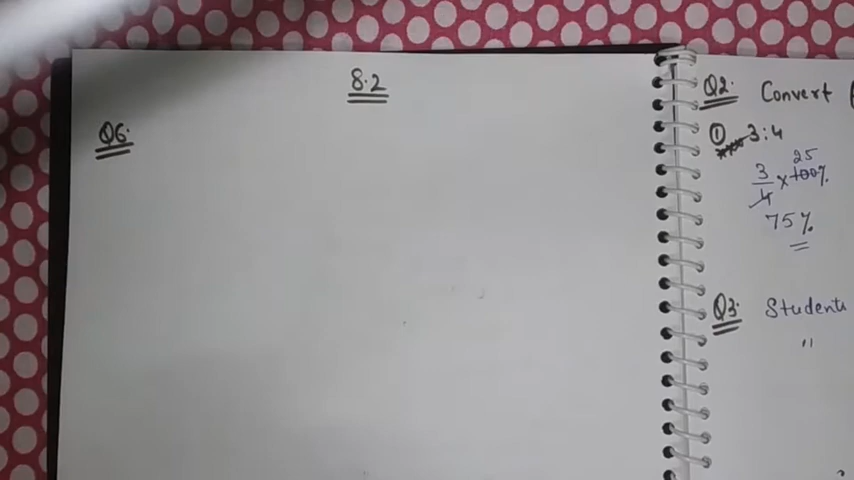 8.2
Q6.
Q2. Convert
① 3:4
3/4 x 100%
25
75%
Q3. Students
"